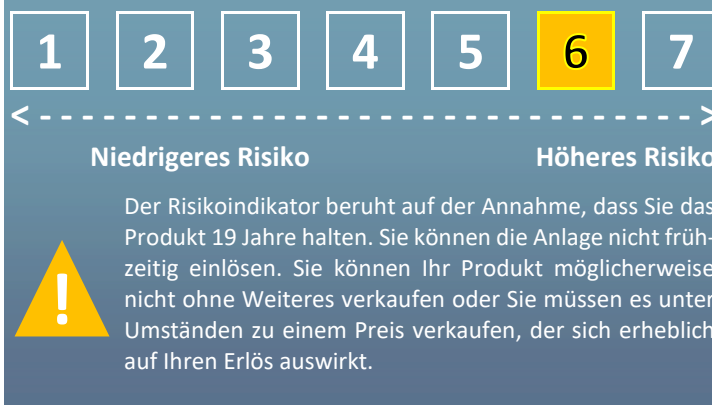 1 2 3 4 5 6 7
< - - - - - - - - - - - - - - - - - - - - - - - - - - - - - - - - - >
Niedrigeres Risiko Höheres Risiko
Der Risikoindikator beruht auf der Annahme, dass Sie das
Produkt 19 Jahre halten. Sie können die Anlage nicht früh-
zeitig einlösen. Sie können Ihr Produkt möglicherweise
nicht ohne Weiteres verkaufen oder Sie müssen es unter
! Umständen zu einem Preis verkaufen, der sich erheblich
auf Ihren Erlös auswirkt.